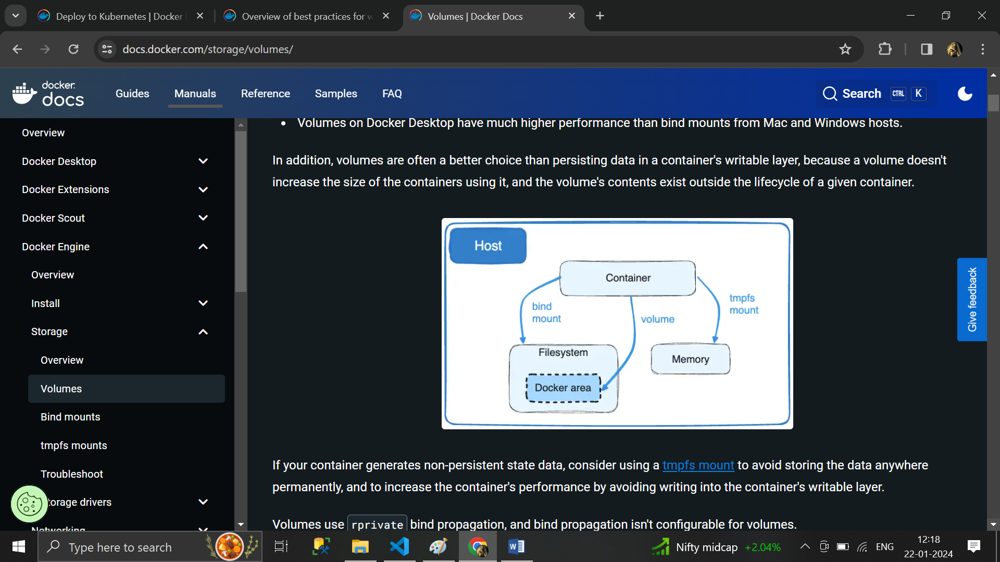 Deploy to Kubernetes | Docker
Overview of best practices for w
Volumes | Docker Docs
docs.docker.com/storage/volumes/
docker
docs
Guides
Manuals
Reference
Samples
FAQ
Search
CTRL
K
Overview
Docker Desktop
Docker Extensions
Docker Scout
Docker Engine
Overview
Install
Storage
Overview
Volumes
Bind mounts
tmpfs mounts
Troubleshoot
torage drivers
Networking
Volumes on Docker Desktop have much higher performance than bind mounts from Mac and Windows hosts.
In addition, volumes are often a better choice than persisting data in a container's writable layer, because a volume doesn't
increase the size of the containers using it, and the volume's contents exist outside the lifecycle of a given container.
Host
Container
bind
mount
volume
tmpfs
mount
Filesystem
Docker area
Memory
If your container generates non-persistent state data, consider using a tmpfs mount to avoid storing the data anywhere
permanently, and to increase the container's performance by avoiding writing into the container's writable layer.
Volumes use rprivate bind propagation, and bind propagation isn't configurable for volumes.
Give feedback
Type here to search
Nifty midcap +2.04%
ENG
12:18
22-01-2024